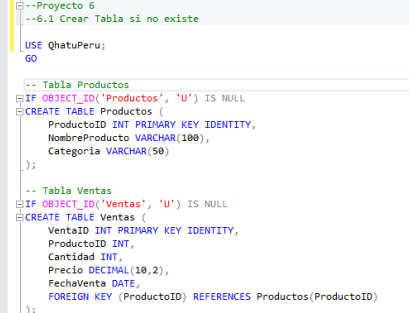 --Proyecto 6
--6.1 Crear Tabla si no existe
USE QhatuPeru;
GO
-- Tabla Productos
IF OBJECT_ID('Productos', 'U') IS NULL
CREATE TABLE Productos (
ProductoID INT PRIMARY KEY IDENTITY,
NombreProducto VARCHAR(100),
Categoria VARCHAR(50)
);
-- Tabla Ventas
IF OBJECT_ID('Ventas', 'U') IS NULL
CREATE TABLE Ventas (
VentaID INT PRIMARY KEY IDENTITY,
ProductoID INT,
Cantidad INT,
Precio DECIMAL(10,2),
FechaVenta DATE,
FOREIGN KEY (ProductoID) REFERENCES Productos(ProductoID)
);